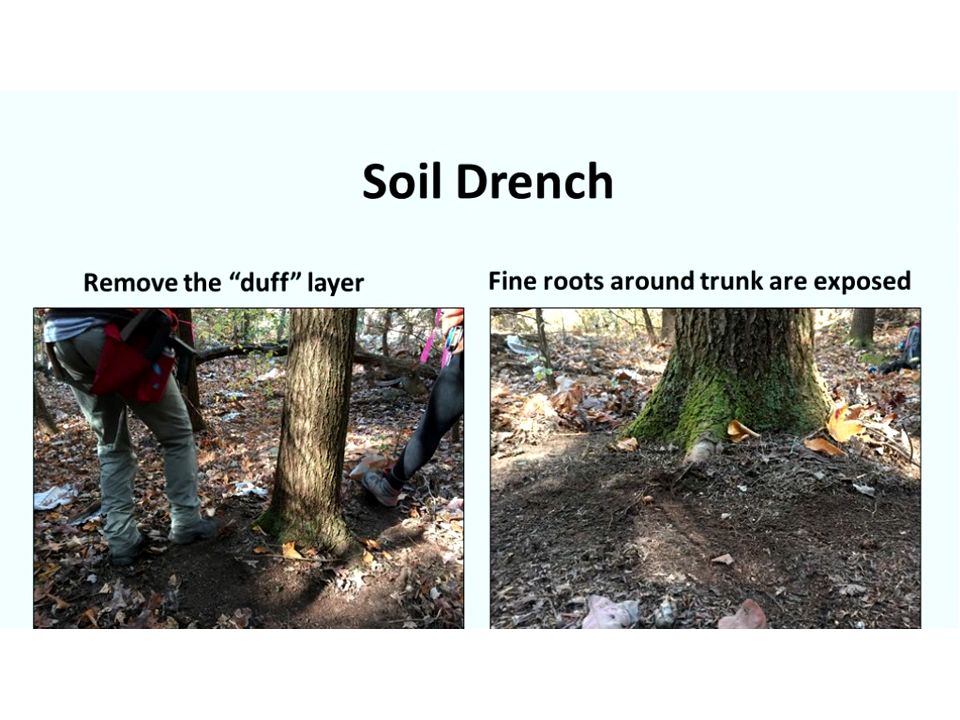 Soil Drench
Remove the “duff” layer
Fine roots around trunk are exposed